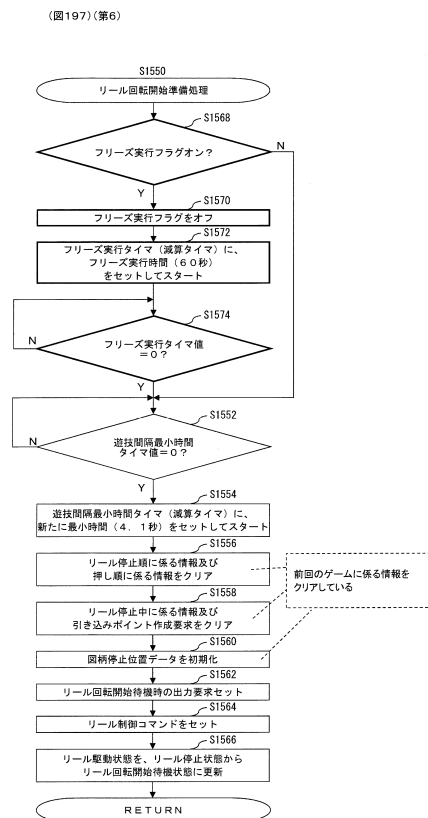 （図197）（第6）
S1550
リール回転開始準備処理
S1568
フリーズ実行フラグオン？
N
Y
S1570
フリーズ実行フラグをオフ
S1572
フリーズ実行タイマ（減算タイマ）に、
フリーズ実行時間（６０秒）
をセットしてスタート
S1574
フリーズ実行タイマ値
＝０？
N
Y
S1552
遊技間隔最小時間
タイマ値＝０？
N
Y
S1554
遊技間隔最小時間タイマ（減算タイマ）に、
新たに最小時間（４．１秒）をセットしてスタート
S1556
リール停止順に係る情報及び
押し順に係る情報をクリア
前回のゲームに係る情報を
クリアしている
S1558
リール停止中に係る情報及び
引き込みポイント作成要求をクリア
S1560
図柄停止位置データを初期化
S1562
リール回転開始待機時の出力要求セット
S1564
リール制御コマンドをセット
S1566
リール駆動状態を、リール停止状態から
リール回転開始待機状態に更新
ＲＥＴＵＲＮ